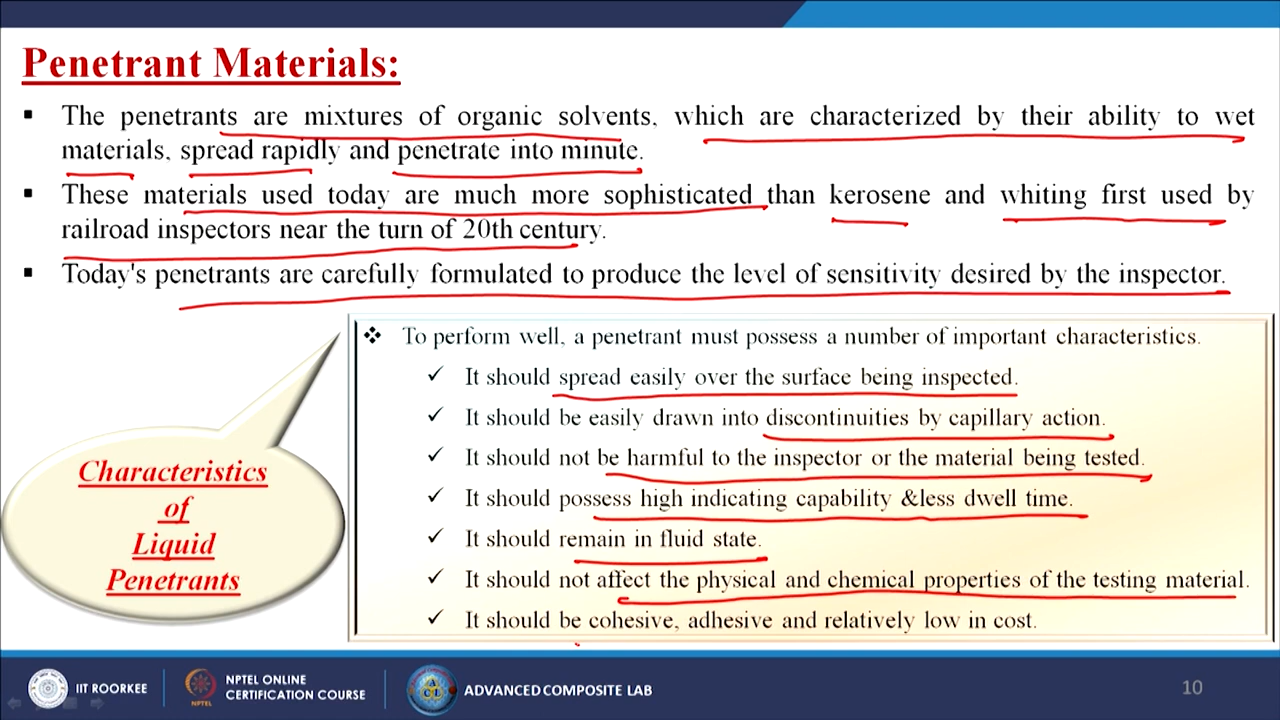 Penetrant Materials:
▪ The penetrants are mixtures of organic solvents, which are characterized by their ability to wet
materials, spread rapidly and penetrate into minute.
▪ These materials used today are much more sophisticated than kerosene and whiting first used by
railroad inspectors near the turn of 20th century.
▪ Today's penetrants are carefully formulated to produce the level of sensitivity desired by the inspector.
❖ To perform well, a penetrant must possess a number of important characteristics.
✓ It should spread easily over the surface being inspected.
✓ It should be easily drawn into discontinuities by capillary action.
✓ It should not be harmful to the inspector or the material being tested.
✓ It should possess high indicating capability &less dwell time.
✓ It should remain in fluid state.
✓ It should not affect the physical and chemical properties of the testing material.
✓ It should be cohesive, adhesive and relatively low in cost.
Characteristics
of
Liquid
Penetrants
IIT ROORKEE
NPTEL
NPTEL ONLINE
CERTIFICATION COURSE
ADVANCED COMPOSITE LAB
10